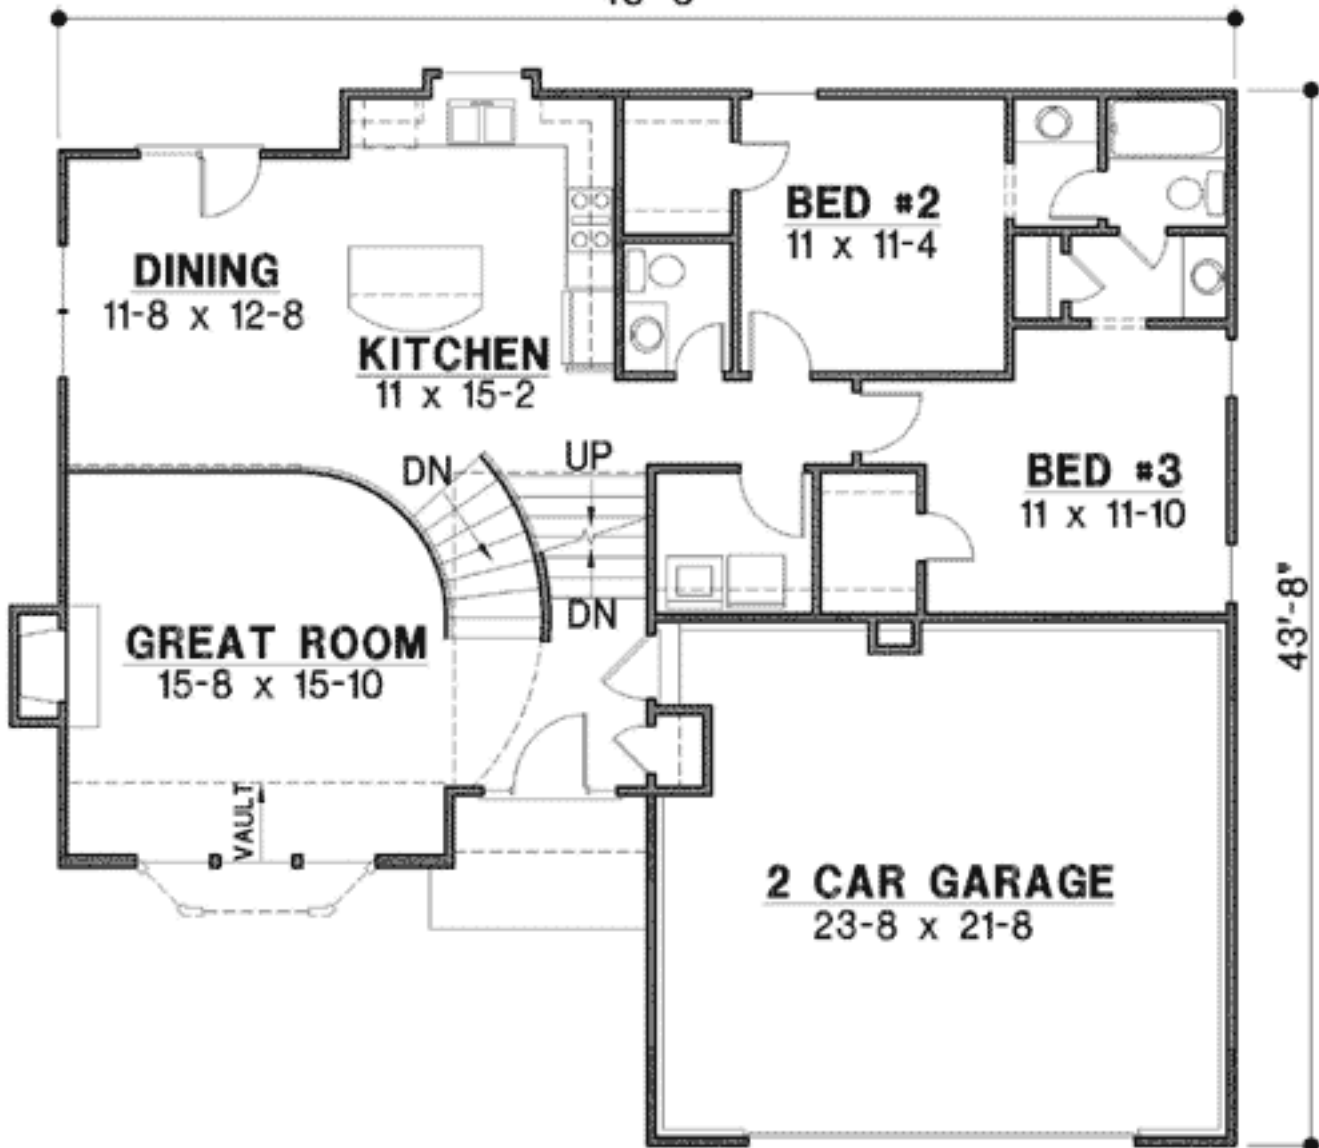 BED #2
11 x 11-4
DINING
11-8 x 12-8
KITCHEN
11 x 15-2
DN
UP
BED #3
11 x 11-10
DN
GREAT ROOM
15-8 x 15-10
43'-8"
VAULT
2 CAR GARAGE
23-8 x 21-8